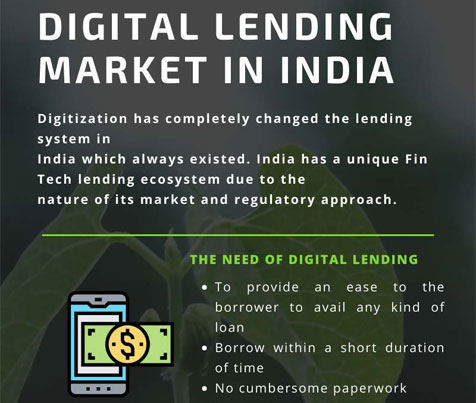 DIGITAL LENDING
MARKET IN INDIA
Digitization has completely changed the lending
system in
India which always existed. India has a unique Fin
Tech lending ecosystem due to the
nature of its market and regulatory approach.
THE NEED OF DIGITAL LENDING
• To provide an ease to the
borrower to avail any kind of
loan
• Borrow within a short duration
of time
• No cumbersome paperwork
$